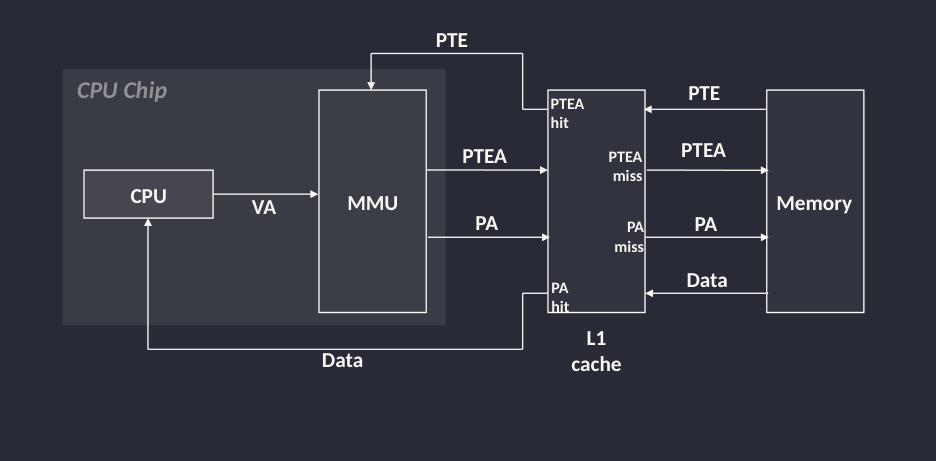 PTE
CPU Chip
PTEA
hit
PTE
PTEA
PTEA
miss
PTEA
CPU
VA
MMU
Memory
PA
PA
miss
PA
PA
hit
Data
Data
L1
cache